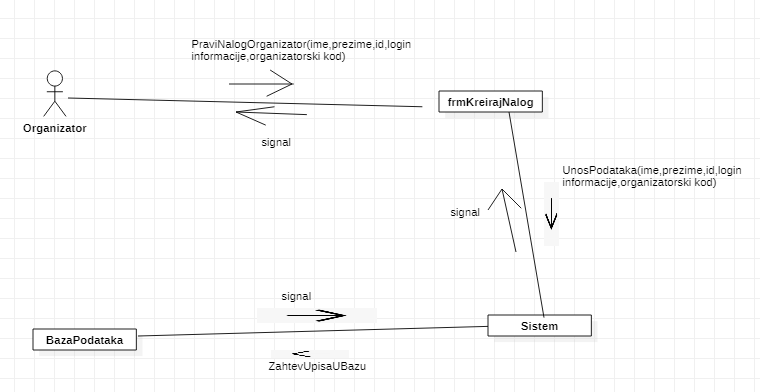 PraviNalogOrganizator(ime,prezime,id,login
informacije,organizatorski kod)
frmKreirajNalog
Organizator
signal
UnosPodataka(ime,prezime,id,login
informacije,organizatorski kod)
signal
signal
Sistem
BazaPodataka
ZahtevUpisaUBazu